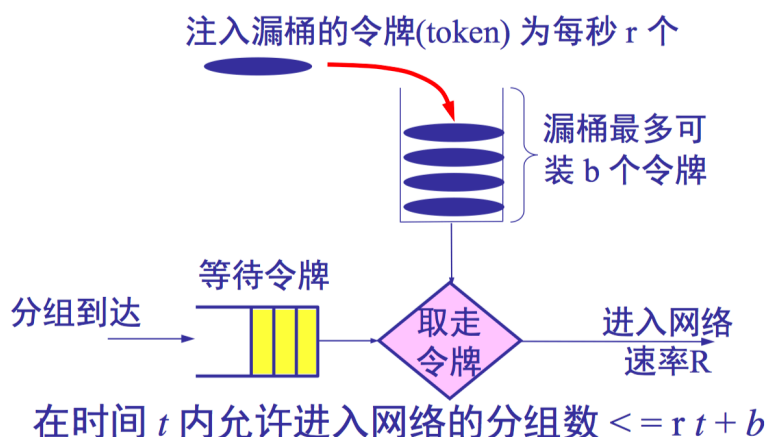 注入漏桶的令牌(token) 为每秒 r 个
漏桶最多可
装 b 个令牌
等待令牌
分组到达
取走
令牌
进入网络
速率R
在时间 t 内允许进入网络的分组数 < = r t + b